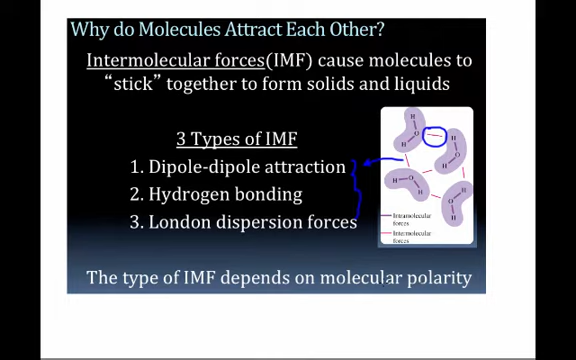 Why do Molecules Attract Each Other?
Intermolecular forces(IMF) cause molecules to
“stick” together to form solids and liquids
3 Types of IMF
1. Dipole-dipole attraction
2. Hydrogen bonding
3. London dispersion forces
H
O
H
H
O
H
H
O
H
H
O
H
Intramolecular
forces
Intermolecular
forces
The type of IMF depends on molecular polarity